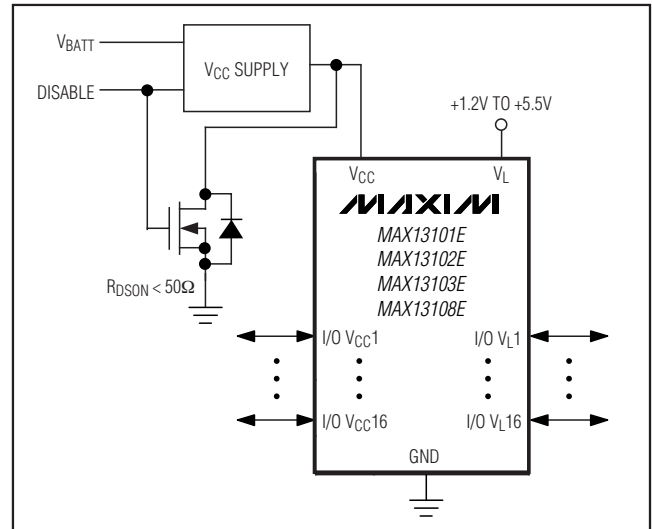 VBATT
VCC SUPPLY
DISABLE
+1.2V TO +5.5V
VCC
VL
MAXIM
MAX13101E
MAX13102E
MAX13103E
MAX13108E
RDSON < 50Ω
I/O VCC1
I/O VL1
I/O VCC16
I/O VL16
GND